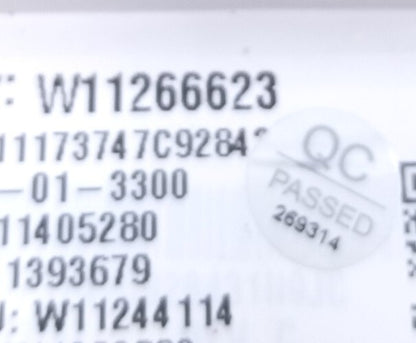 : W11266623
11173747C9284
-01-3300
11405280
1393679
: W11244114
QC
PASSED
269314